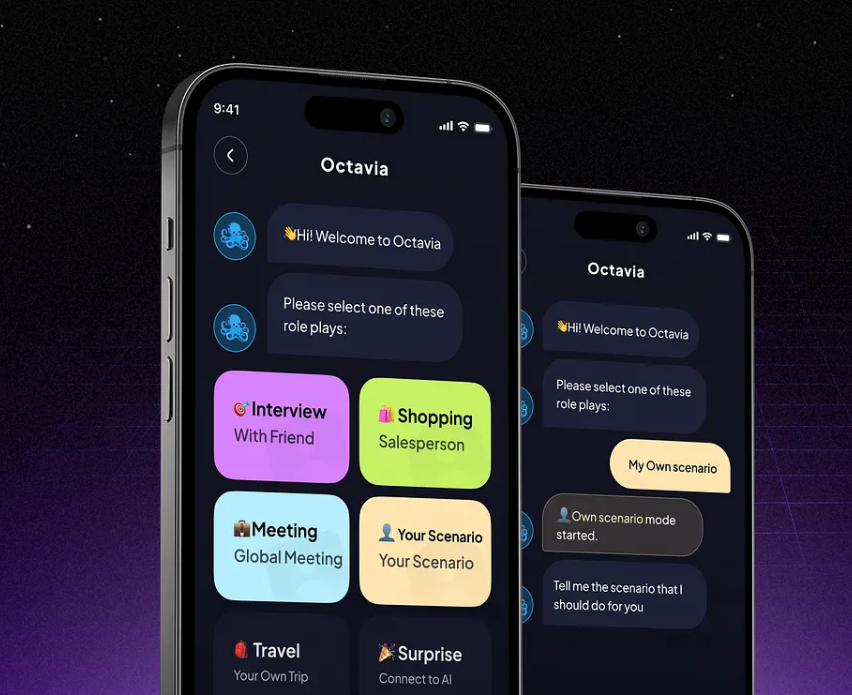 9:41
Octavia
👋Hi! Welcome to Octavia
Please select one of these
role plays:
🎯Interview
With Friend
🛍️Shopping
Salesperson
💼Meeting
Global Meeting
👤Your Scenario
Your Scenario
🎒Travel
Your Own Trip
🎉Surprise
Connect to AI
Octavia
👋Hi! Welcome to Octavia
Please select one of these
role plays:
My Own scenario
👤Own scenario mode
started.
Tell me the scenario that I
should do for you